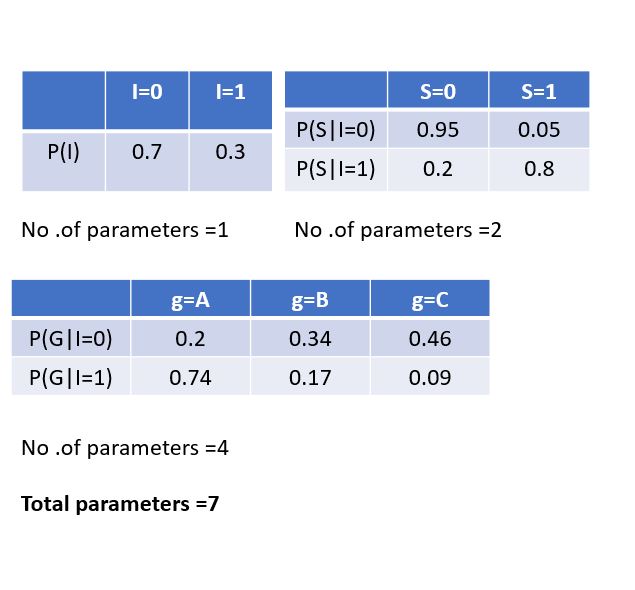 I=0 I=1
P(I) 0.7 0.3
S=0 S=1
P(S|I=0) 0.95 0.05
P(S|I=1) 0.2 0.8
No .of parameters =1
No .of parameters =2
g=A g=B g=C
P(G|I=0) 0.2 0.34 0.46
P(G|I=1) 0.74 0.17 0.09
No .of parameters =4
Total parameters =7